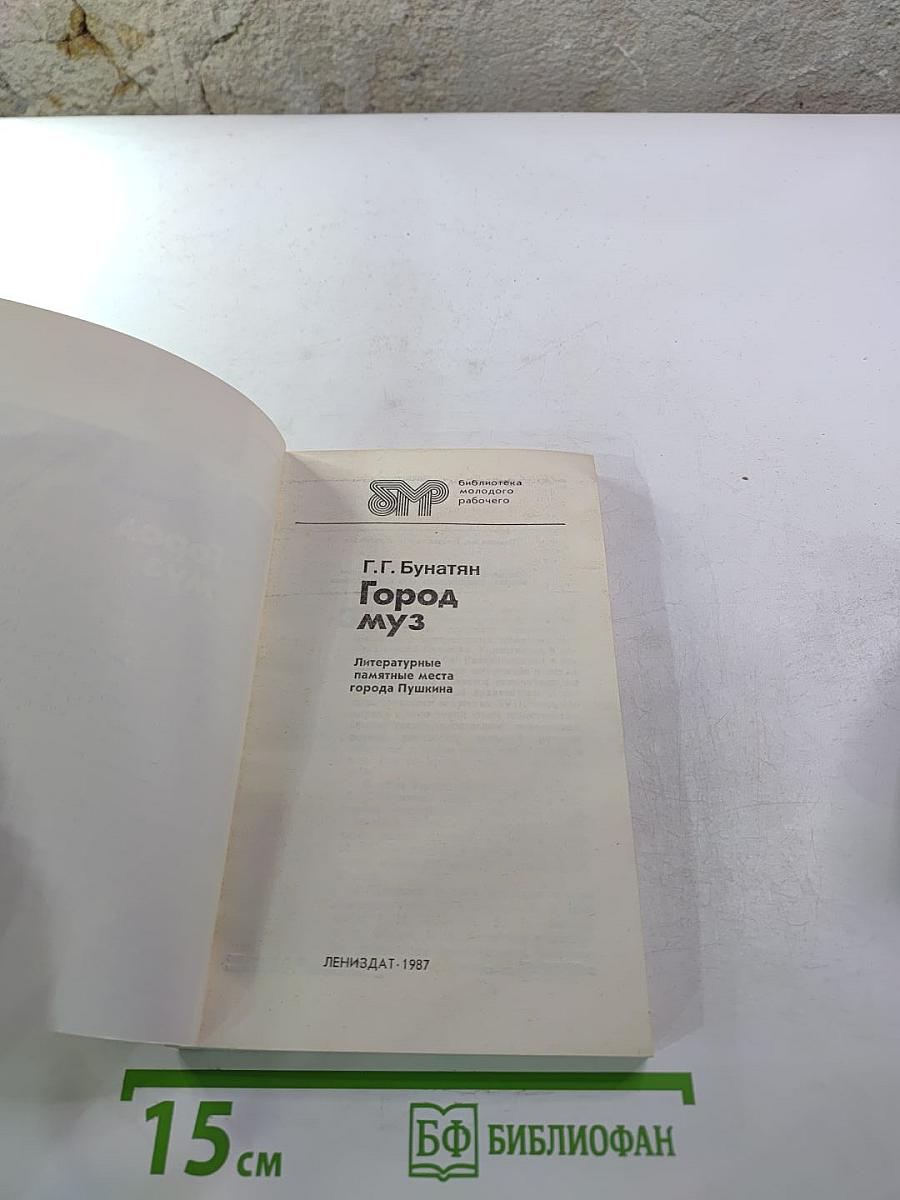 бмр
библиотека
молодого
рабочего
Г.Г. Бунатян
Город
муз
Литературные
памятные места
города Пушкина
ЛЕНИЗДАТ·1987
15 см
БФ БИБЛИОФАН